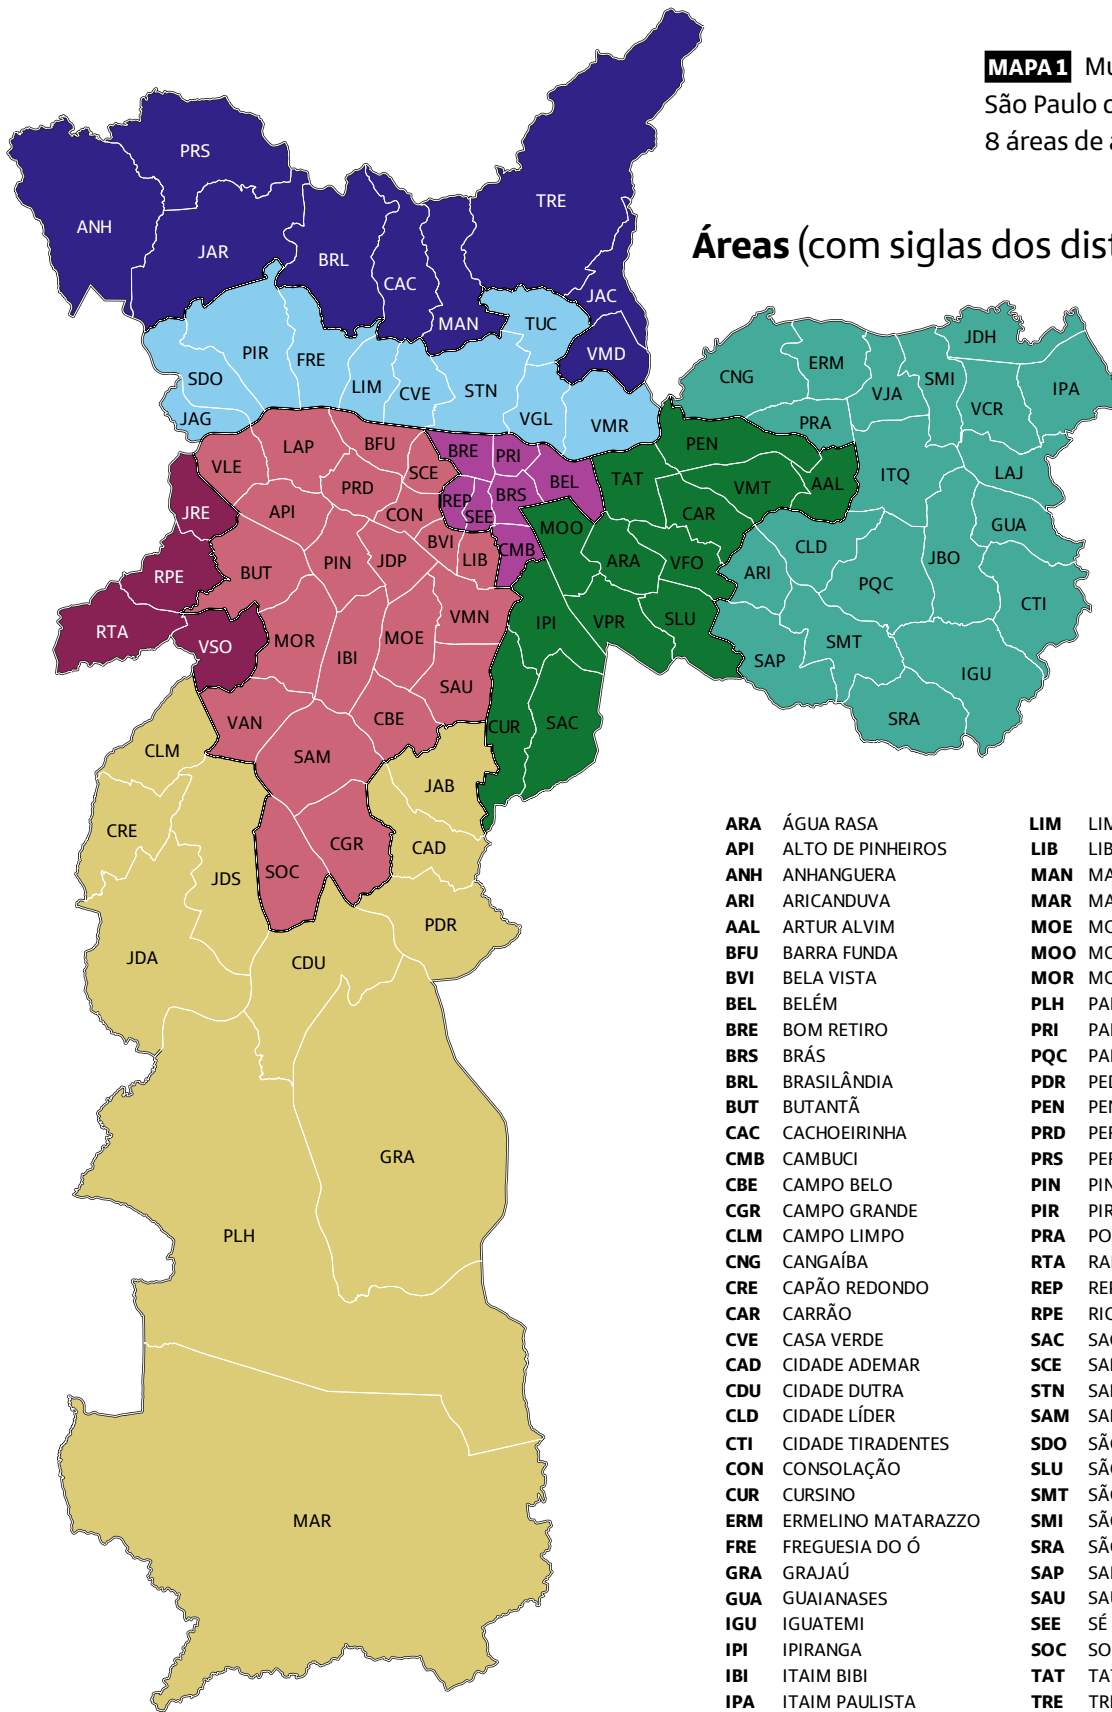 MAPA 1
São Paulo
8 áreas de
Áreas (com siglas dos
PRS
TRE
ANH
JAR
BRL
CAC
JAC
MAN
TUC
VMD
JDH
PIR
FRE
ERM
SDO
CNG
SMI
IPA
LIM
CVE
STN
VJA
VCR
JAG
VGL
VMR
PRA
LAP
BFU
BRE
PRI
PEN
VLE
SCE
BEL
TAT
VMT
AAL
ITQ
LAJ
PRD
REP
BRS
JRE
API
CON
SEE
MOO
CAR
GUA
BVI
CMB
CLD
RPE
BUT
PIN
JDP
LIB
ARA
VFO
ARI
PQC
JBO
CTI
RTA
VSO
MOR
IBI
MOE
VMN
IPI
VPR
SLU
SMT
SAP
IGU
SAU
VAN
CBE
CUR
SAC
SRA
CLM
SAM
JAB
CRE
CGR
CAD
JDS
SOC
PDR
JDA
CDU
GRA
PLH
MAR
ARA ÁGUA RASA LIM
API ALTO DE PINHEIROS LIB
ANH ANHANGUERA MAN
ARI ARICANDUVA MAR
AAL ARTUR ALVIM MOE
BFU BARRA FUNDA MOO
BVI BELA VISTA MOR
BEL BELÉM PLH
BRE BOM RETIRO PRI
BRS BRÁS PQC
BRL BRASILÂNDIA PDR
BUT BUTANTÃ PEN
CAC CACHOEIRINHA PRD
CMB CAMBUCI PRS
CBE CAMPO BELO PIN
CGR CAMPO GRANDE PIR
CLM CAMPO LIMPO PRA
CNG CANGAÍBA RTA
CRE CAPÃO REDONDO REP
CAR CARRÃO RPE
CVE CASA VERDE SAC
CAD CIDADE ADEMAR SCE
CDU CIDADE DUTRA STN
CLD CIDADE LÍDER SAM
CTI CIDADE TIRADENTES SDO
CON CONSOLAÇÃO SLU
CUR CURSINO SMT
ERM ERMELINO MATARAZZO SMI
FRE FREGUESIA DO Ó SRA
GRA GRAJAÚ SAP
GUA GUAIANASES SAU
IGU IGUATEMI SEE SÉ
IPI IPIRANGA SOC
IBI ITAIM BIBI TAT
IPA ITAIM PAULISTA TRE